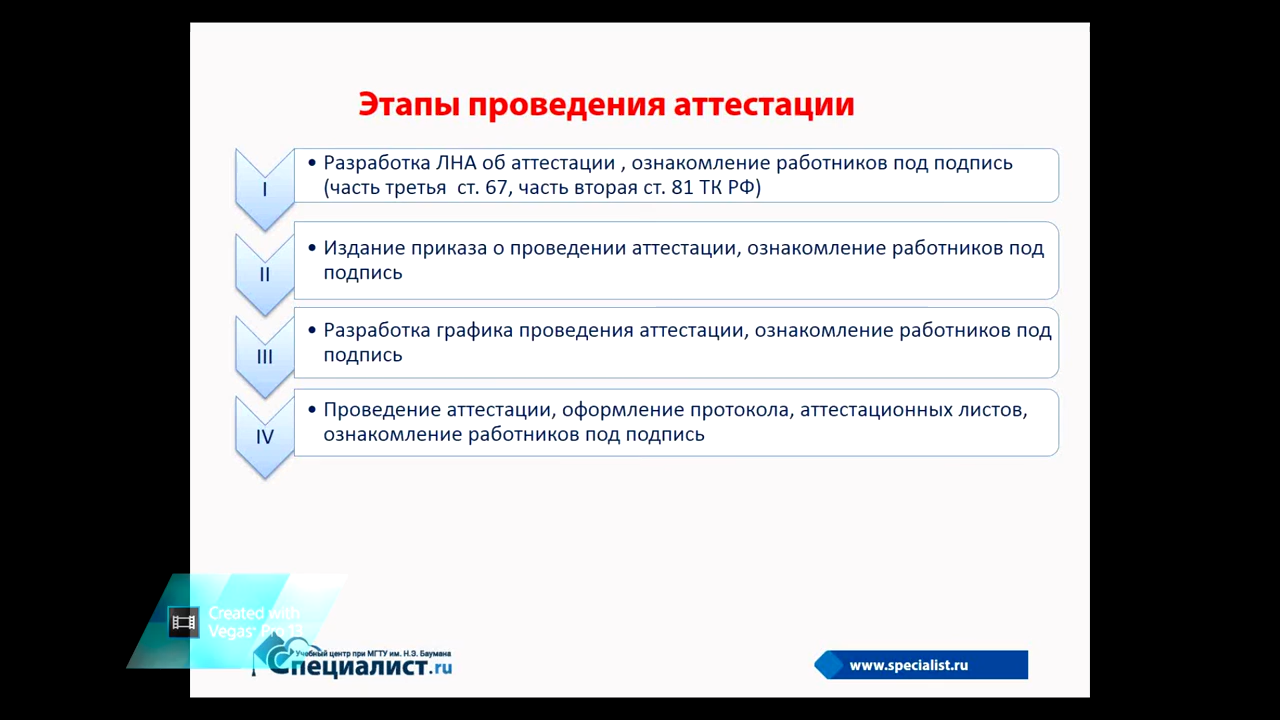 Этапы проведения аттестации
I
• Разработка ЛНА об аттестации , ознакомление работников под подпись
(часть третья ст. 67, часть вторая ст. 81 ТК РФ)
II
• Издание приказа о проведении аттестации, ознакомление работников под
подпись
III
• Разработка графика проведения аттестации, ознакомление работников под
подпись
IV
• Проведение аттестации, оформление протокола, аттестационных листов,
ознакомление работников под подпись
Created with
Vegas Pro 13
Учебный центр при МГТУ им. Н.Э. Баумана
Специалист.ru
www.specialist.ru